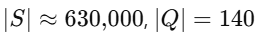 |S| ≈ 630,000, |Q| = 140